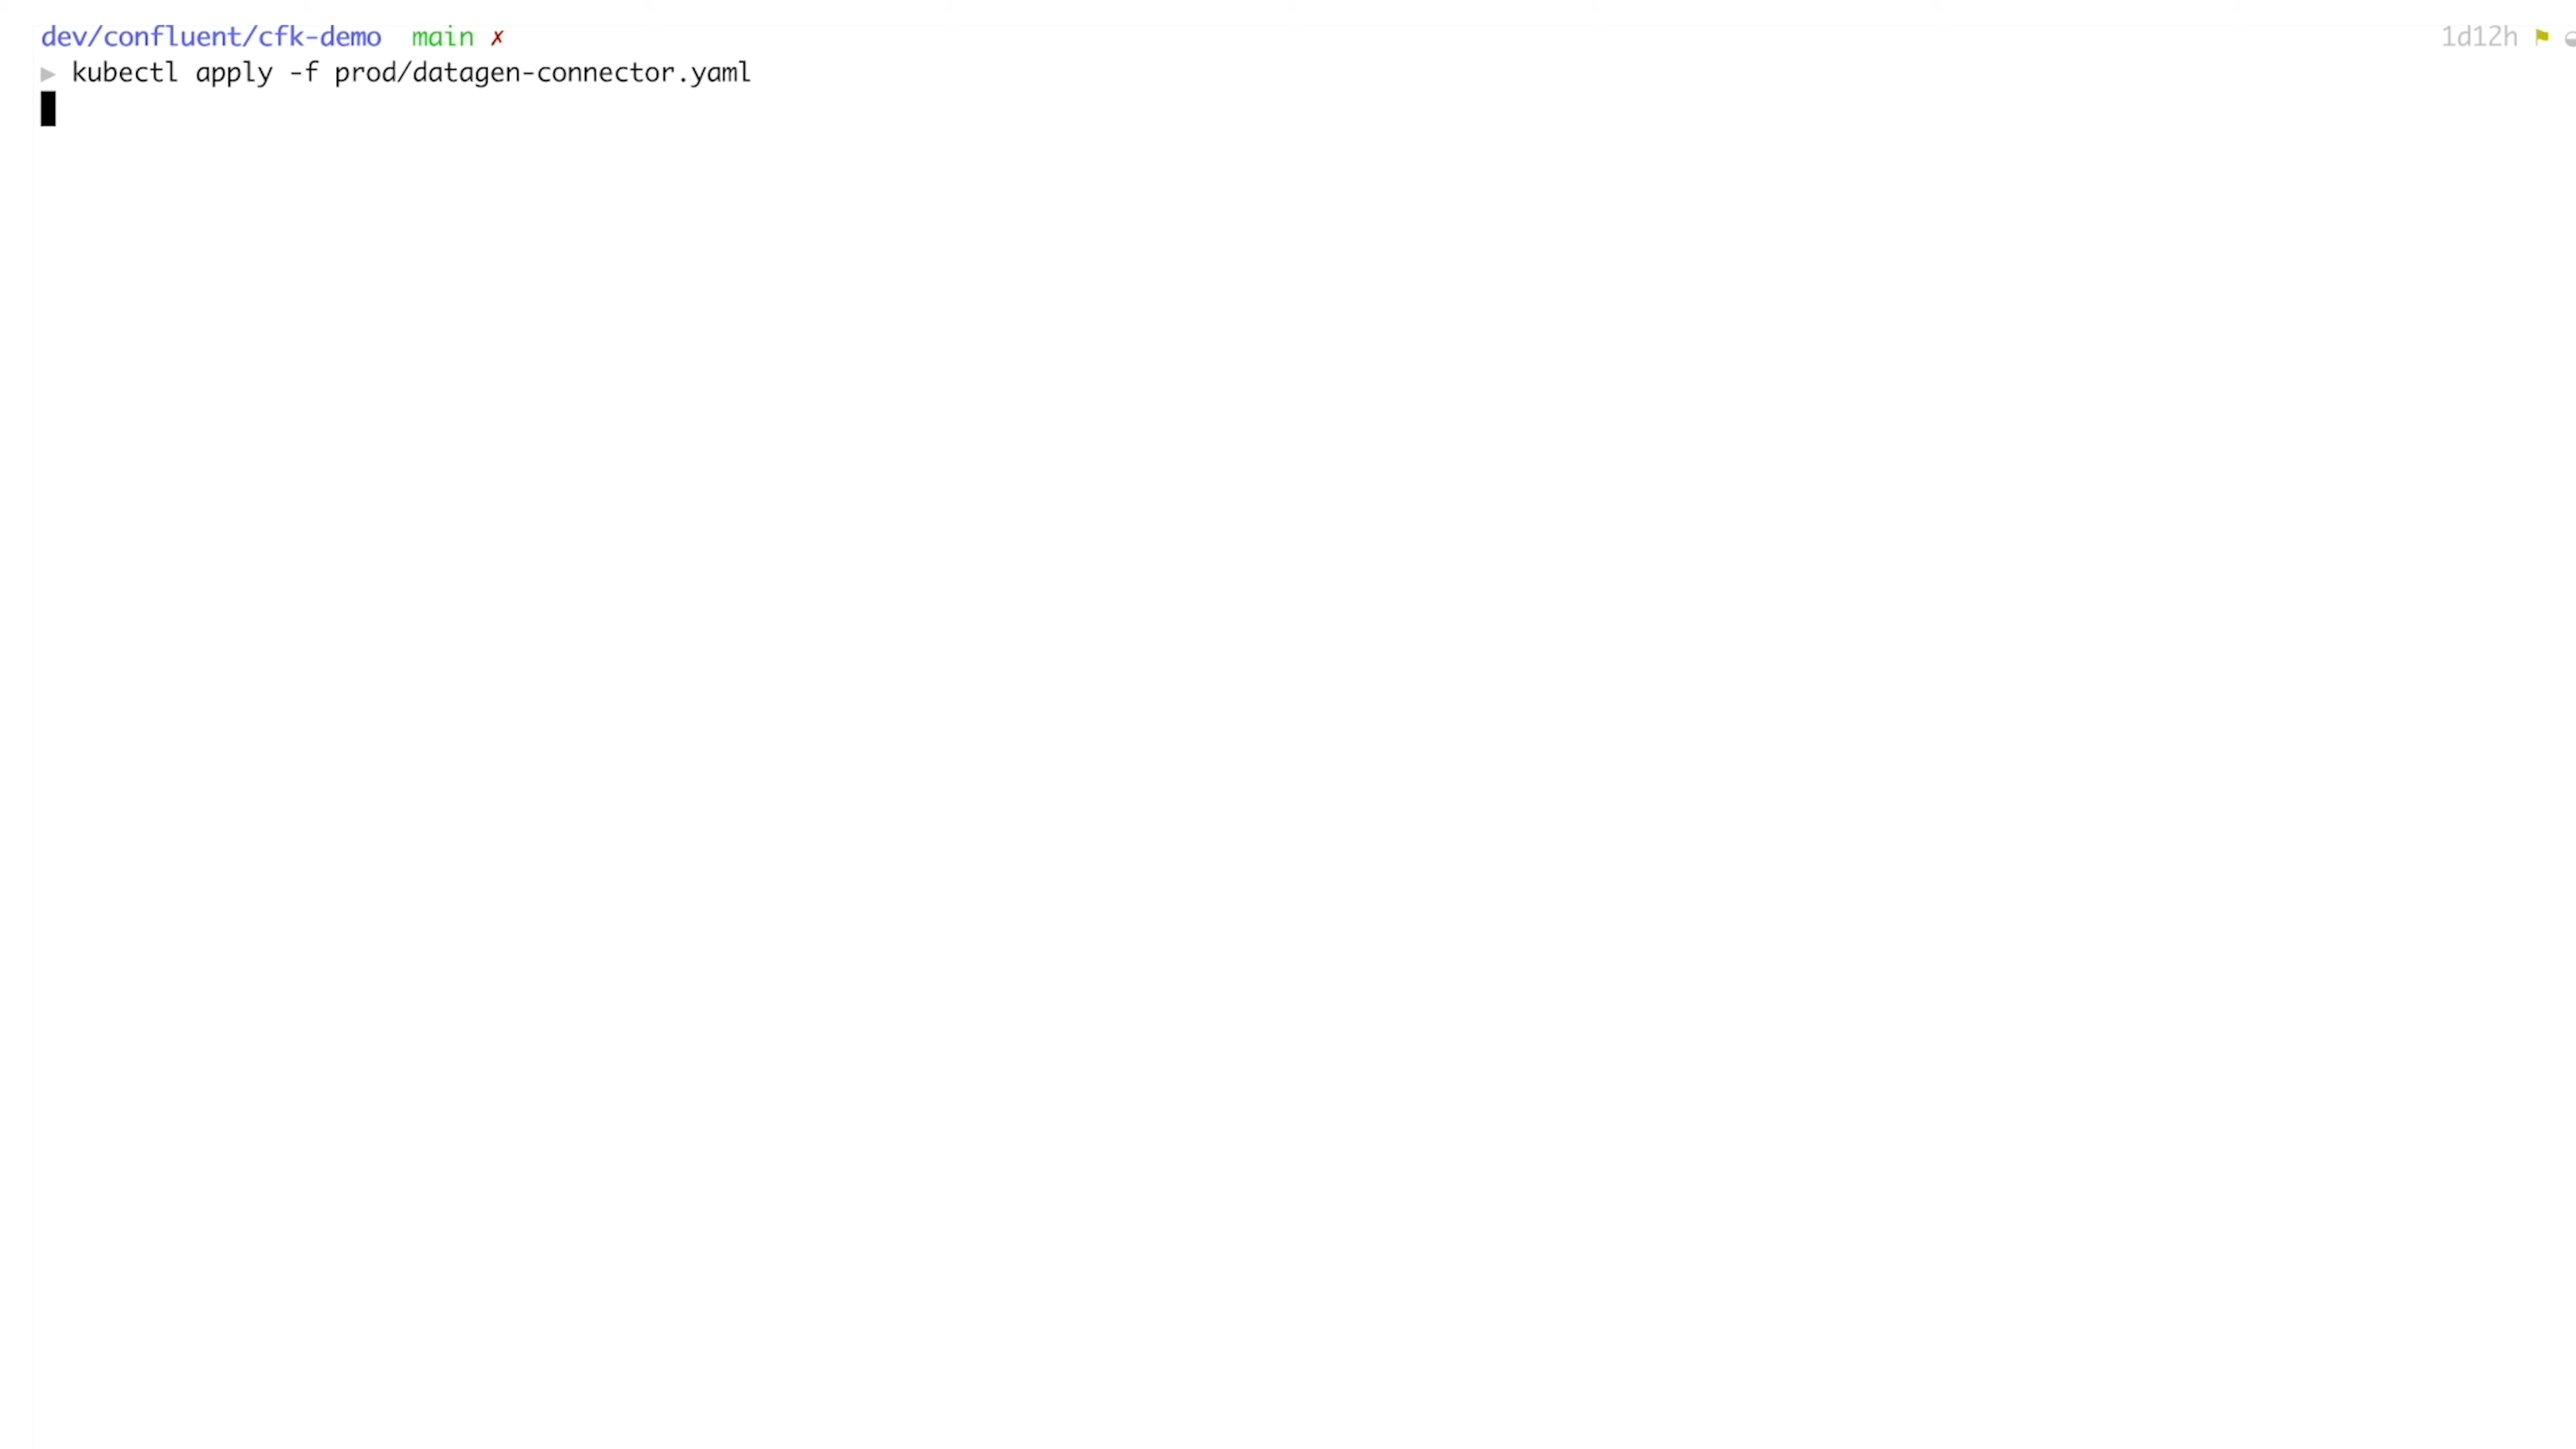 dev/confluent/cfk-demo main ✗ 1d12h
▶ kubectl apply -f prod/datagen-connector.yaml